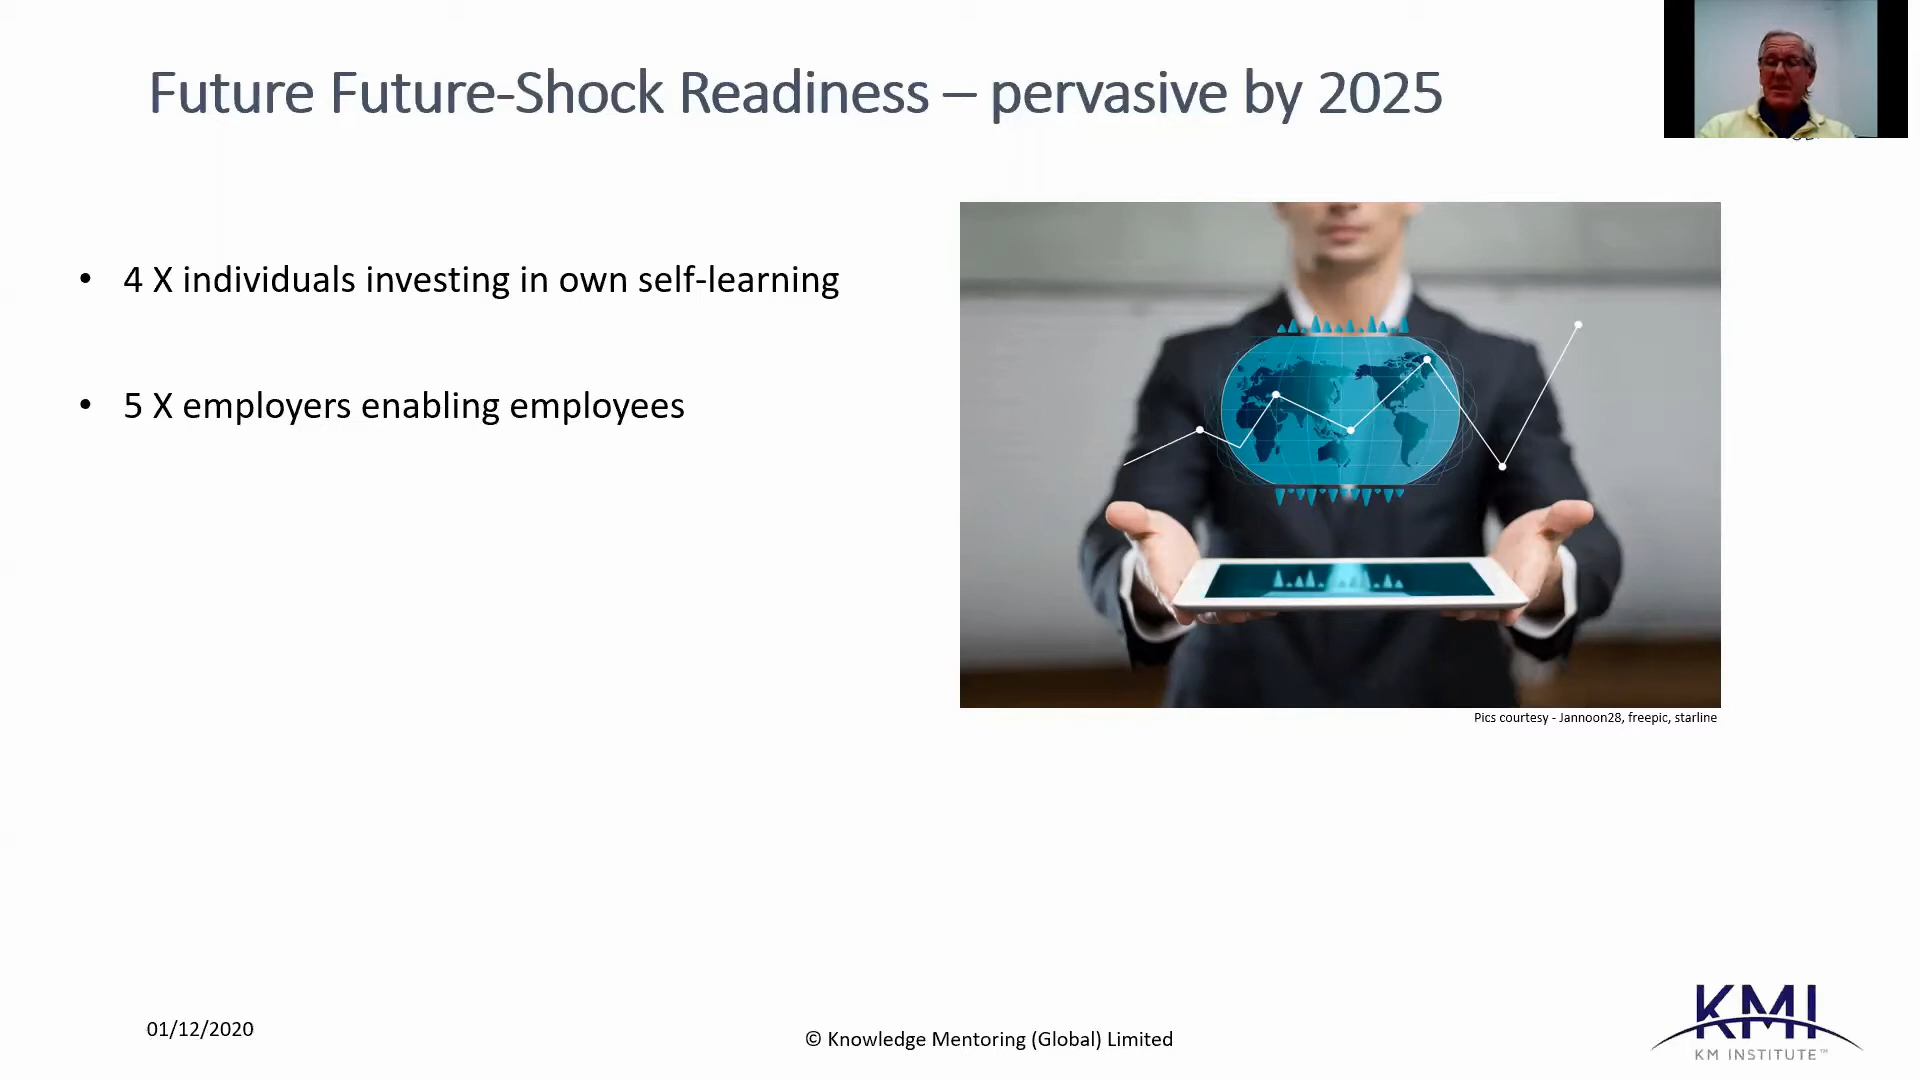 Future Future-Shock Readiness – pervasive by 2025
• 4 X individuals investing in own self-learning
• 5 X employers enabling employees
Pics courtesy - Jannoon28, freepic, starline
01/12/2020
© Knowledge Mentoring (Global) Limited
KMI
KM INSTITUTE™